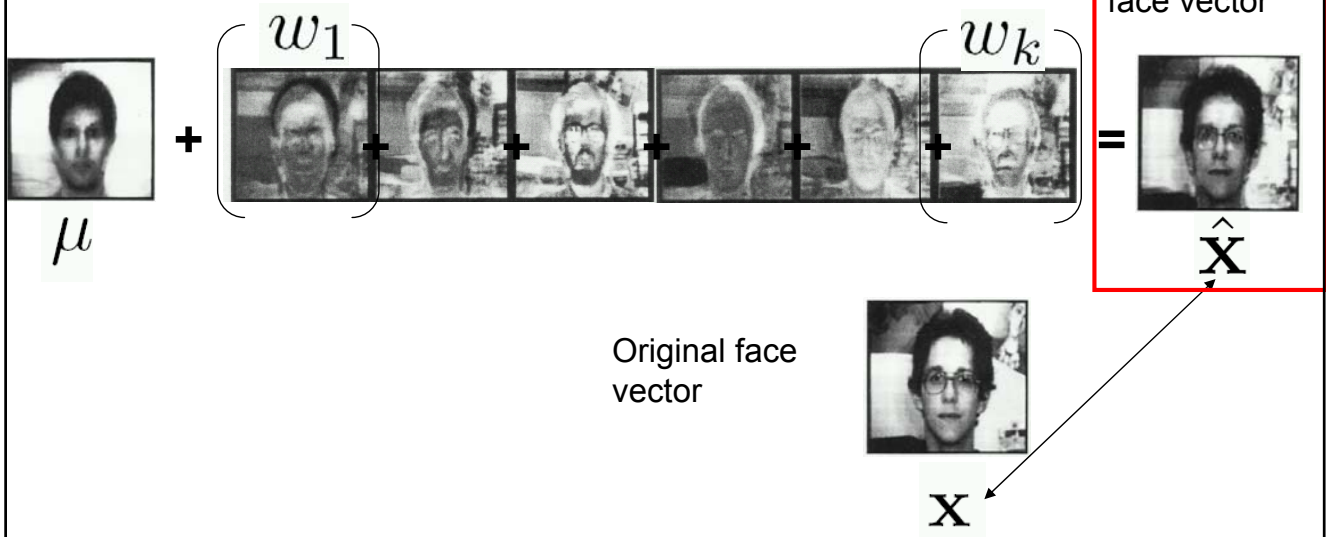 face vector
w₁
wₖ
+ + + + + + =
μ
x̂
Original face
vector
x